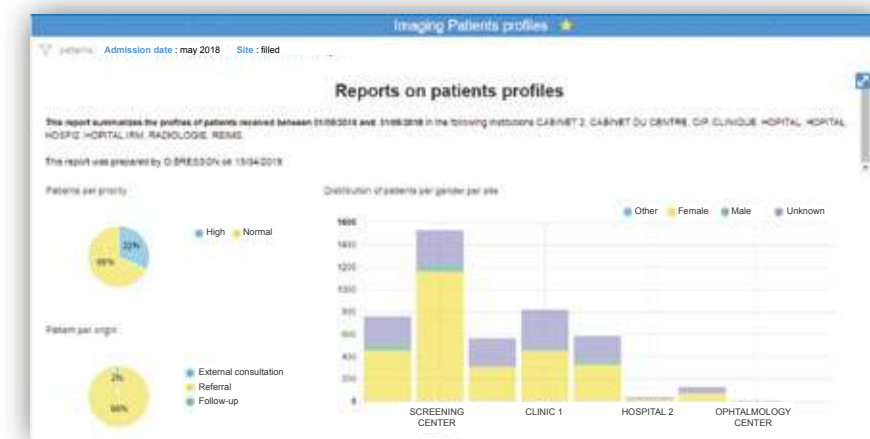 Imaging Patients profiles
patients Admission date : may 2018 Site : filled
Reports on patients profiles
This report summarizes the profiles of patients received between 01/05/2018 and 31/05/2018 in the following institutions CABINET 2, CABINET DU CENTRE, CIP, CLINIQUE, HOPITAL, HOPITAL
HOSPIZ, HOPITAL IRM, RADIOLOGIE, REIMS.
This report was prepared by O.BRESSON on 15/04/2019
Patients per priority
Distribution of patients per gender per site
Other Female Male Unknown
High Normal
32%
68%
1600
1400
1200
1000
800
600
400
200
0
Patient per origin
External consultation
Referral
Follow-up
2%
98%
SCREENING
CENTER
CLINIC 1
HOSPITAL 2
OPHTALMOLOGY
CENTER